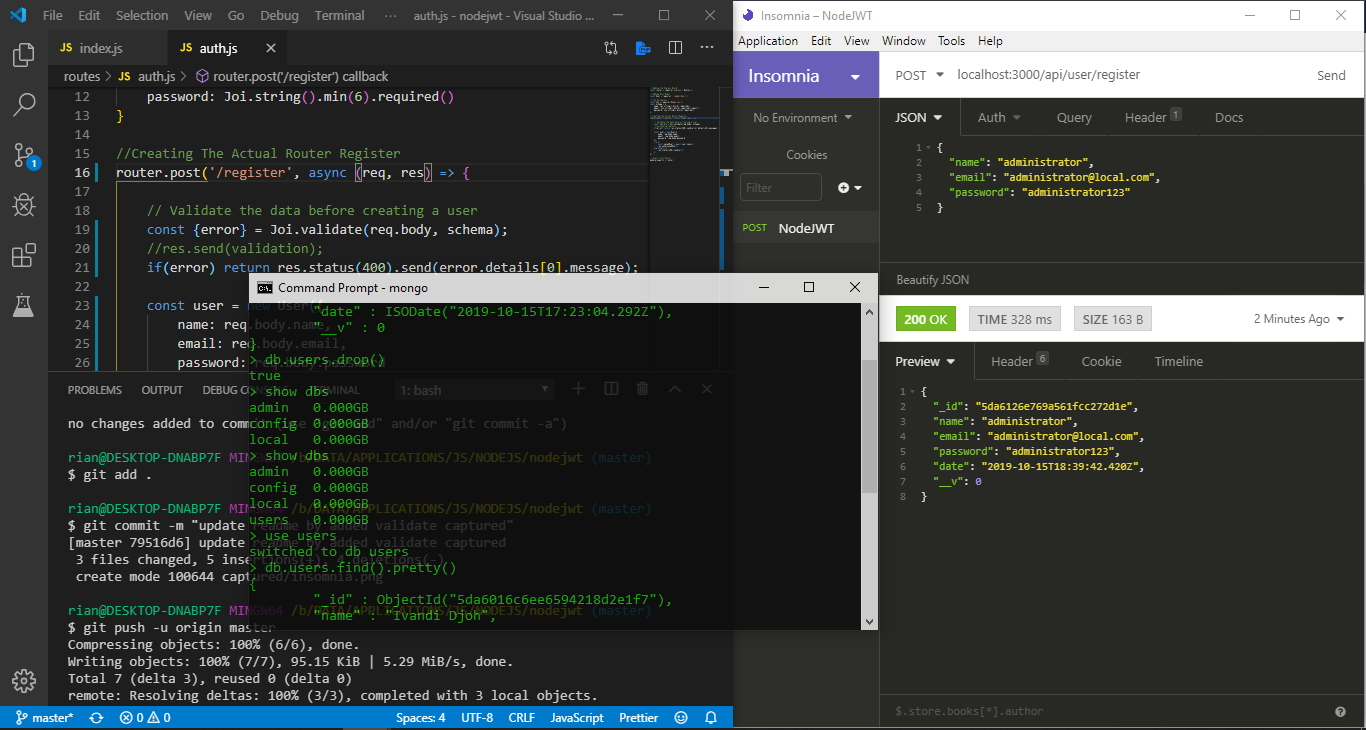 File Edit Selection View Go Debug Terminal ··· auth.js - nodejwt - Visual Studio ...
JS index.js JS auth.js
routes > JS auth.js > router.post('/register') callback
12 password: Joi.string().min(6).required()
13 }
14
15 //Creating The Actual Router Register
16 router.post('/register', async (req, res) => {
17
18 // Validate the data before creating a user
19 const {error} = Joi.validate(req.body, schema);
20 //res.send(validation);
21 if(error) return res.status(400).send(error.details[0].message);
22
23 const user = new User({
24 name: req.body.name,
25 email: req.body.email,
26 password: req.body.password
1
PROBLEMS OUTPUT DEBUG CONSOLE TERMINAL 1: bash
no changes added to commit (use "git add" and/or "git commit -a")
rian@DESKTOP-DNABP7F MINGW64 /b/DATA/APPLICATIONS/JS/NODEJS/nodejwt (master)
$ git add .
rian@DESKTOP-DNABP7F MINGW64 /b/DATA/APPLICATIONS/JS/NODEJS/nodejwt (master)
$ git commit -m "update readme by added validate captured"
[master 79516d6] update readme by added validate captured
3 files changed, 5 insertions(+), 4 deletions(-)
create mode 100644 captured/insomnia.png
rian@DESKTOP-DNABP7F MINGW64 /b/DATA/APPLICATIONS/JS/NODEJS/nodejwt (master)
$ git push -u origin master
Compressing objects: 100% (6/6), done.
Writing objects: 100% (7/7), 95.15 KiB | 5.29 MiB/s, done.
Total 7 (delta 3), reused 0 (delta 0)
remote: Resolving deltas: 100% (3/3), completed with 3 local objects.
master* 0 0 Spaces: 4 UTF-8 CRLF JavaScript Prettier
Command Prompt - mongo
"date" : ISODate("2019-10-15T17:23:04.292Z"),
"__v" : 0
}
> db.users.drop()
true
> show dbs
admin 0.000GB
config 0.000GB
local 0.000GB
> show dbs
admin 0.000GB
config 0.000GB
local 0.000GB
users 0.000GB
> use users
switched to db users
> db.users.find().pretty()
{
"_id" : ObjectId("5da6016c6ee6594218d2e1f7"),
"name" : "Ivandi Djoh",
Insomnia – NodeJWT
Application Edit View Window Tools Help
Insomnia
POST localhost:3000/api/user/register Send
No Environment
Cookies
Filter
POST NodeJWT
JSON Auth Query Header 1 Docs
1 {
2 "name": "administrator",
3 "email": "administrator@local.com",
4 "password": "administrator123"
5 }
Beautify JSON
200 OK TIME 328 ms SIZE 163 B 2 Minutes Ago
Preview Header 6 Cookie Timeline
1 {
2 "_id": "5da6126e769a561fcc272d1e",
3 "name": "administrator",
4 "email": "administrator@local.com",
5 "password": "administrator123",
6 "date": "2019-10-15T18:39:42.420Z",
7 "__v": 0
8 }
$.store.books[*].author